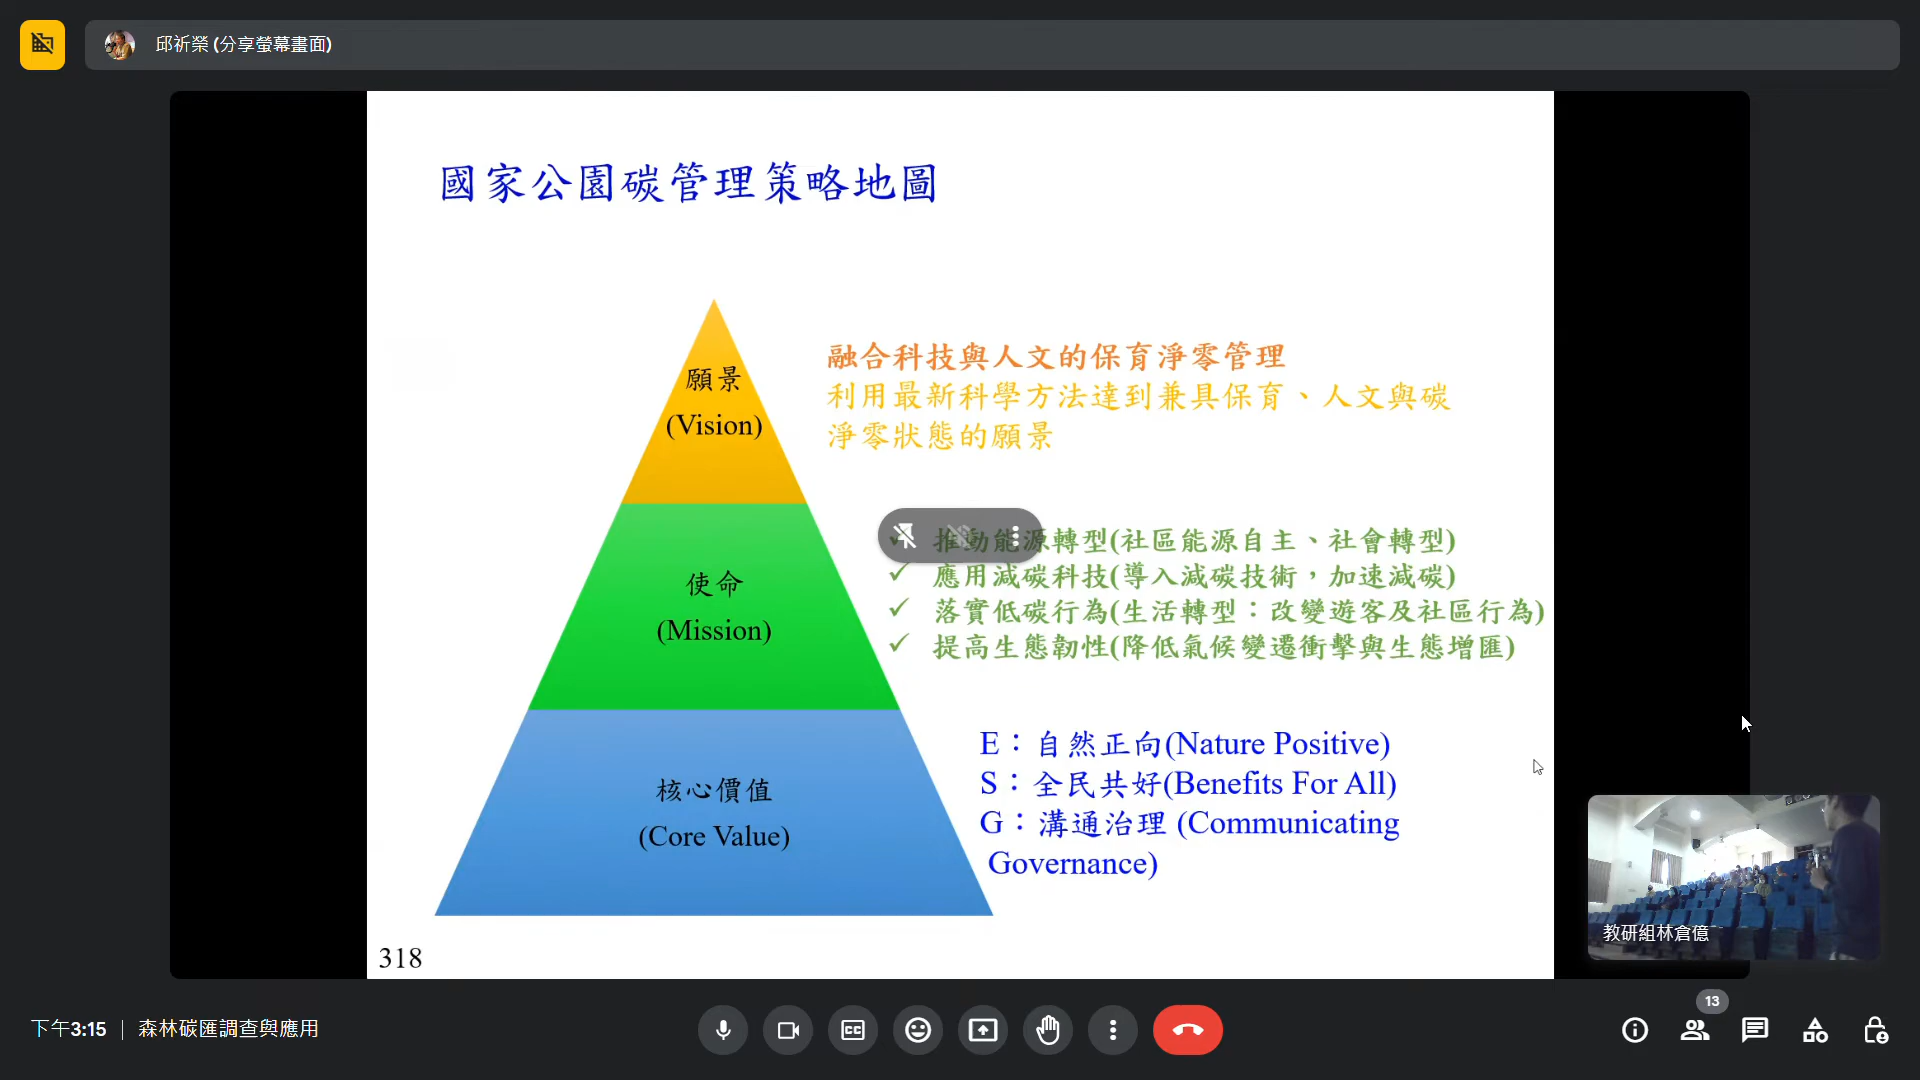 邱祈榮 (分享螢幕畫面)
國家公園碳管理策略地圖
願景
(Vision)
融合科技與人文的保育淨零管理
利用最新科學方法達到兼具保育、人文與碳
淨零狀態的願景
使命
(Mission)
推動能源轉型(社區能源自主、社會轉型)
✓ 應用減碳科技(導入減碳技術，加速減碳)
✓ 落實低碳行為(生活轉型：改變遊客及社區行為)
✓ 提高生態韌性(降低氣候變遷衝擊與生態增匯)
核心價值
(Core Value)
E：自然正向(Nature Positive)
S：全民共好(Benefits For All)
G：溝通治理 (Communicating
Governance)
318
教研組林倉億
13
下午3:15 | 森林碳匯調查與應用